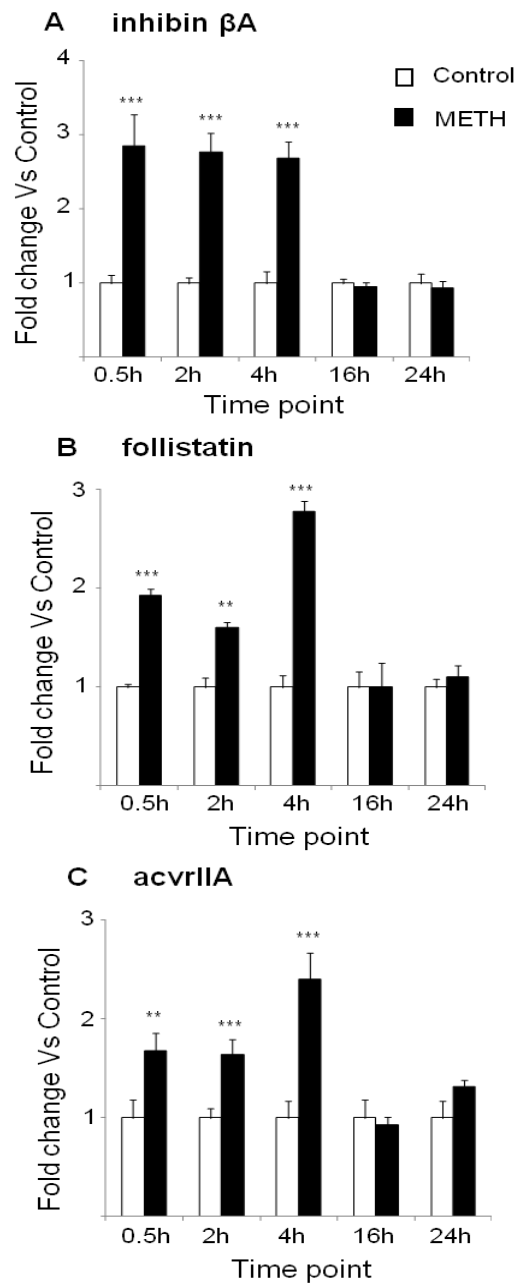 A inhibin βA
Fold change Vs Control
4
3
2
1
*** *** ***
Control
METH
0.5h 2h 4h 16h 24h
Time point
B follistatin
Fold change Vs Control
3
2
1
*** ** ***
0.5h 2h 4h 16h 24h
Time point
C acvrIIA
Fold change Vs Control
3
2
1
** *** ***
0.5h 2h 4h 16h 24h
Time point